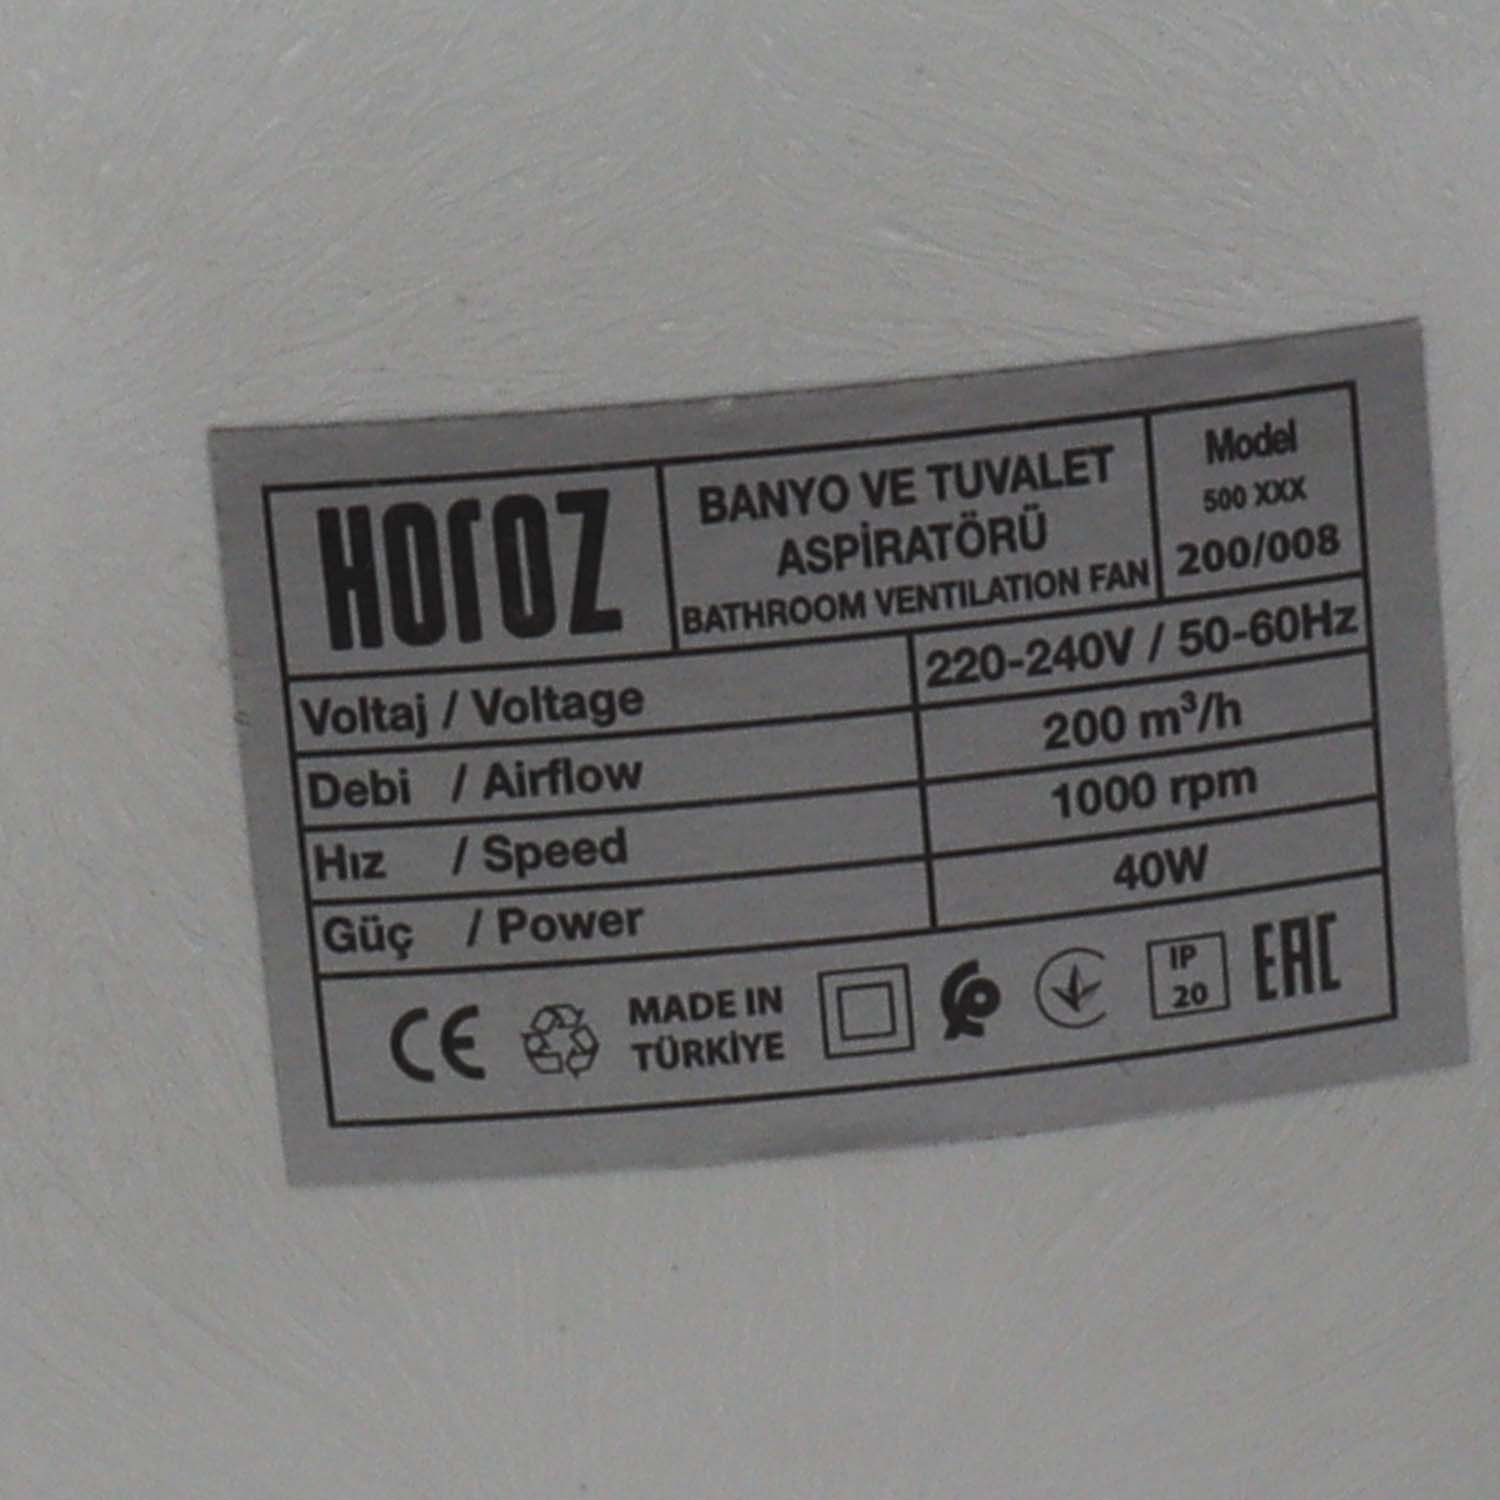 HOROZ
BANYO VE TUVALET
ASPİRATÖRÜ
BATHROOM VENTILATION FAN
Model
500 XXX
200/008
Voltaj / Voltage 220-240V / 50-60Hz
Debi / Airflow 200 m³/h
Hız / Speed 1000 rpm
Güç / Power 40W
CE
MADE IN
TÜRKİYE
IP
20
EAC